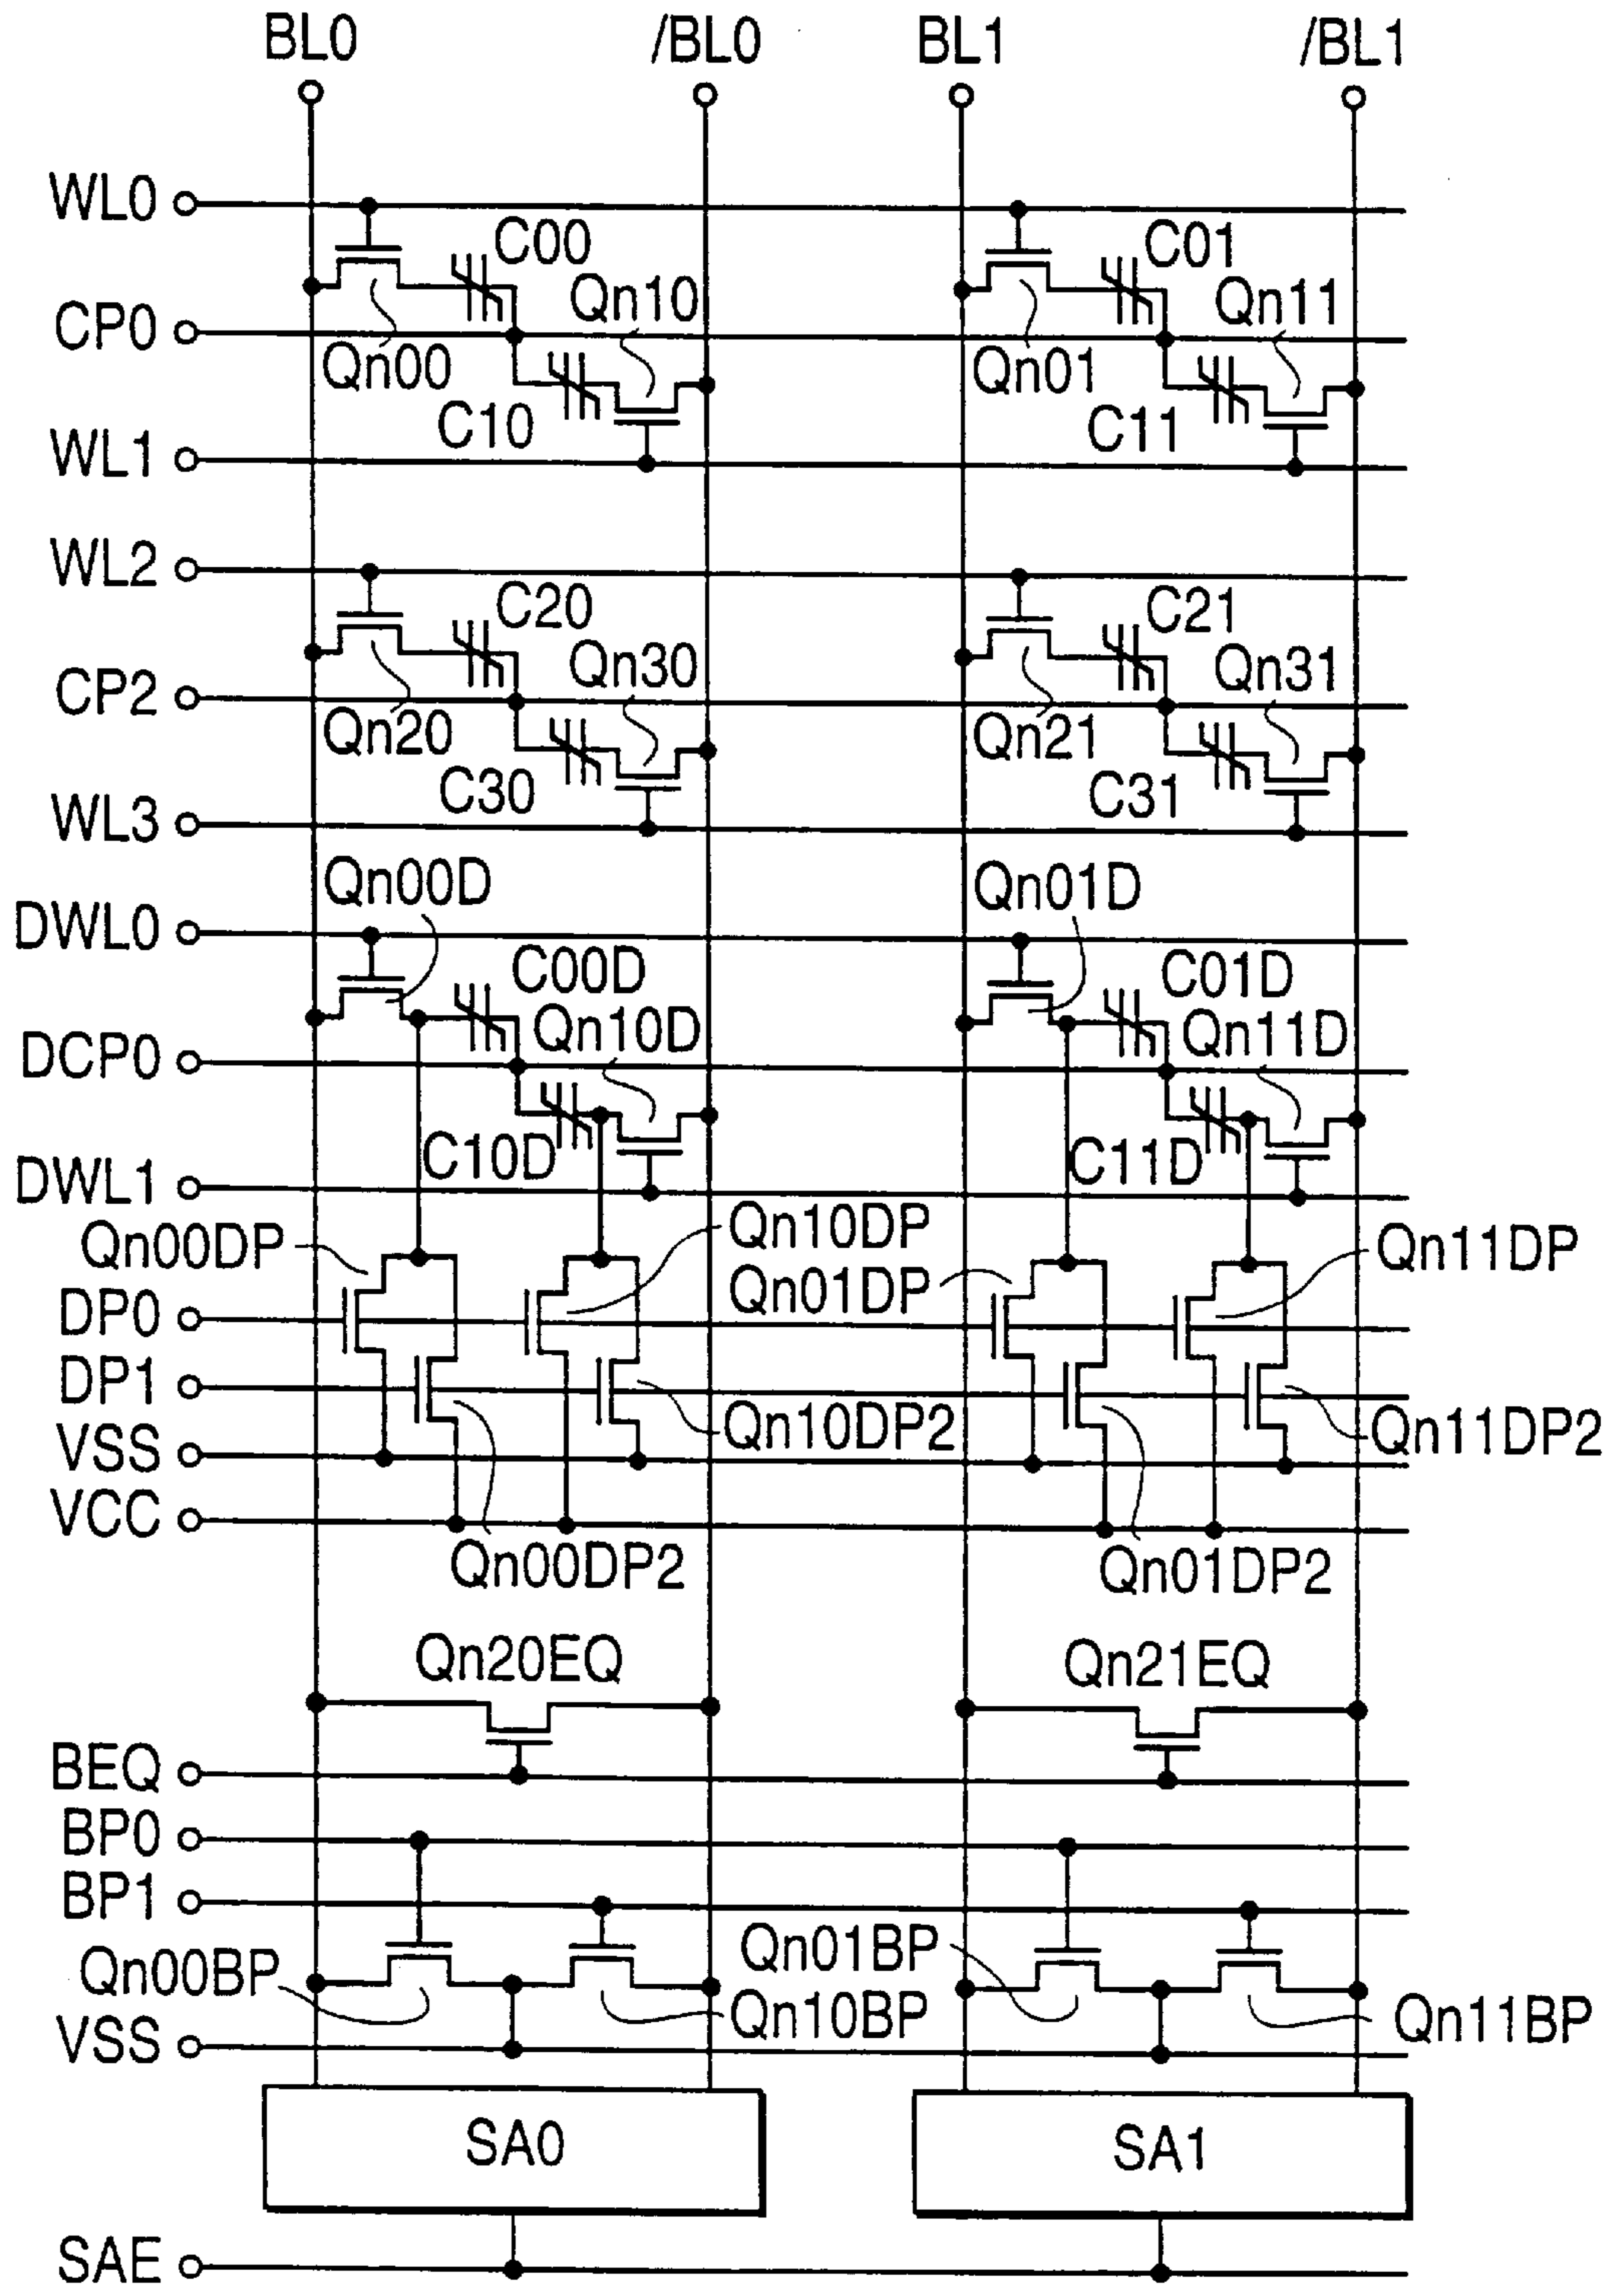 BL0 /BL0 BL1 /BL1
WL0
C00 C01
Qn10 Qn11
CP0
Qn00 Qn01
C10 C11
WL1
WL2
C20 C21
Qn30 Qn31
CP2
Qn20 Qn21
C30 C31
WL3
Qn00D Qn01D
DWL0
C00D C01D
Qn10D Qn11D
DCP0
C10D C11D
DWL1
Qn00DP Qn10DP Qn11DP
Qn01DP
DP0
DP1
Qn10DP2 Qn11DP2
VSS
VCC
Qn00DP2 Qn01DP2
Qn20EQ Qn21EQ
BEQ
BP0
BP1
Qn00BP Qn01BP
Qn10BP Qn11BP
VSS
SA0 SA1
SAE